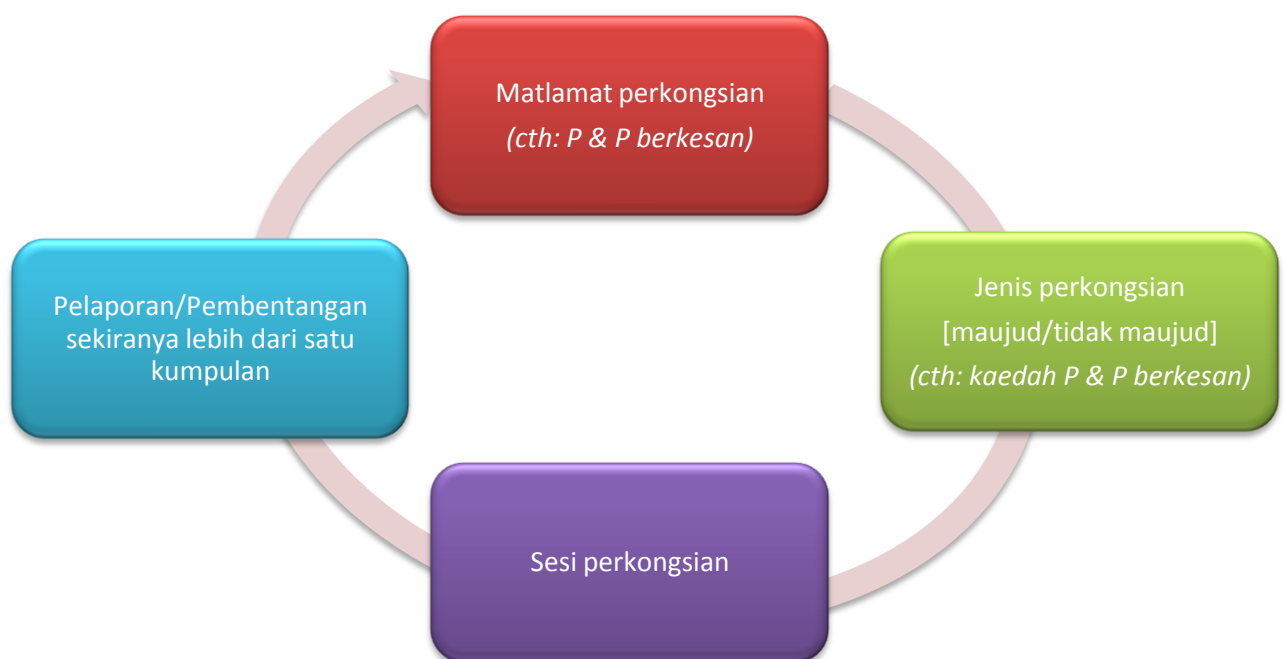 Matlamat perkongsian
(cth: P & P berkesan)
Jenis perkongsian
[maujud/tidak maujud]
(cth: kaedah P & P berkesan)
Sesi perkongsian
Pelaporan/Pembentangan
sekiranya lebih dari satu
kumpulan